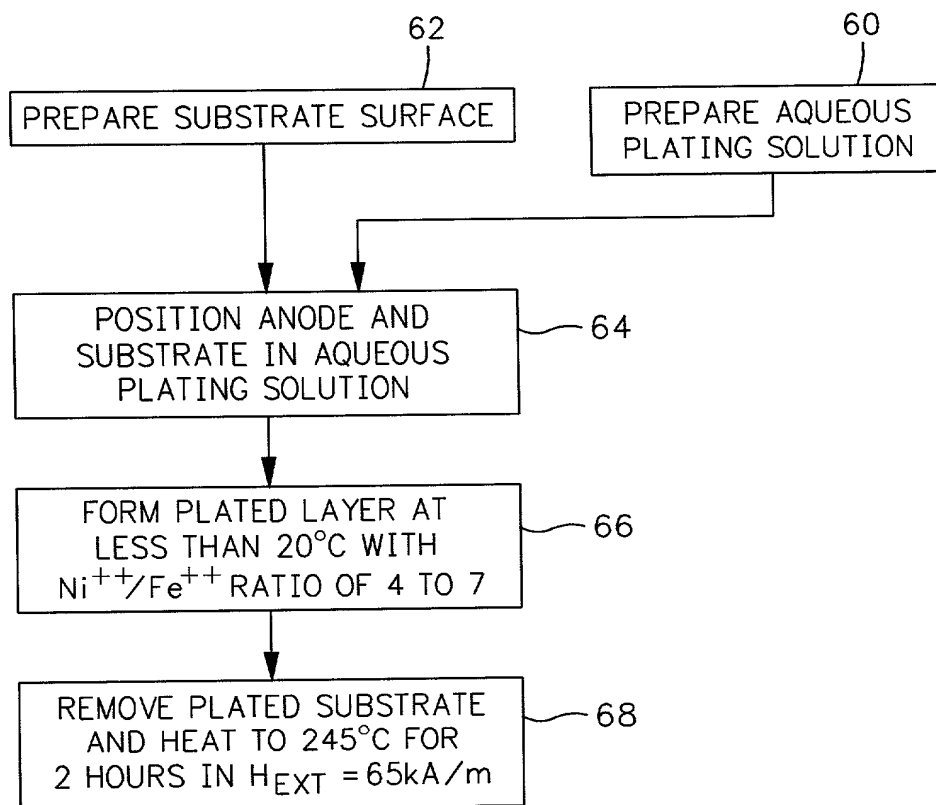 62
60
PREPARE SUBSTRATE SURFACE
PREPARE AQUEOUS
PLATING SOLUTION
POSITION ANODE AND
SUBSTRATE IN AQUEOUS
PLATING SOLUTION
64
FORM PLATED LAYER AT
LESS THAN 20°C WITH
Ni++/Fe++ RATIO OF 4 TO 7
66
REMOVE PLATED SUBSTRATE
AND HEAT TO 245°C FOR
2 HOURS IN HEXT = 65kA/m
68